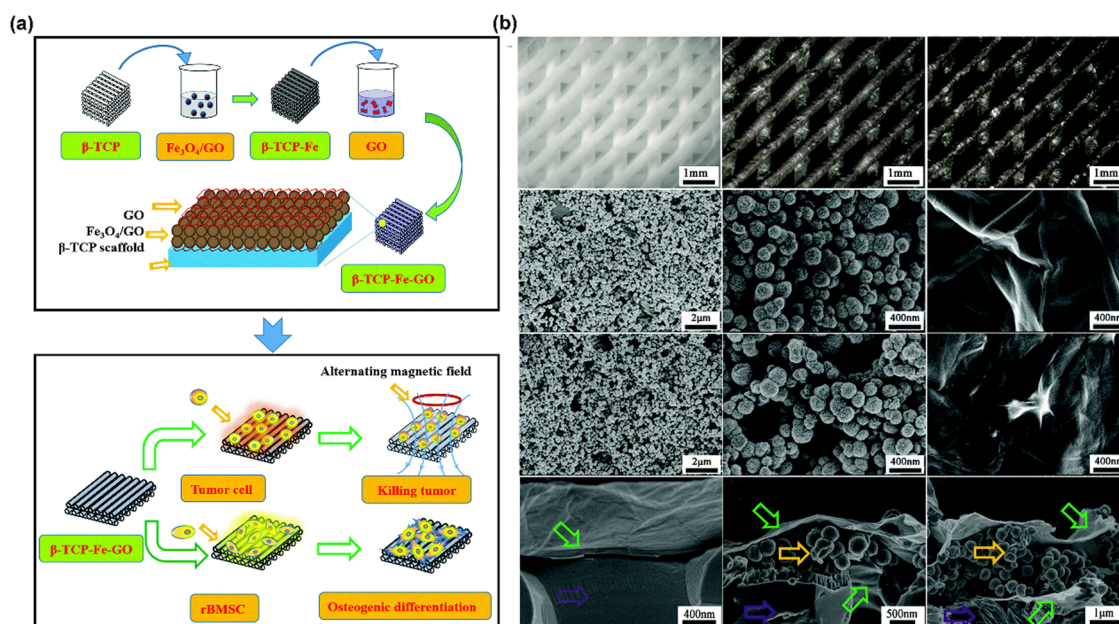 (a)
β-TCP
Fe₃O₄/GO
β-TCP-Fe
GO
GO
Fe₃O₄/GO
β-TCP scaffold
β-TCP-Fe-GO
Alternating magnetic field
Tumor cell
Killing tumor
β-TCP-Fe-GO
rBMSC
Osteogenic differentiation
(b)
1mm
1mm
1mm
2μm
400nm
400nm
2μm
400nm
400nm
400nm
500nm
1μm